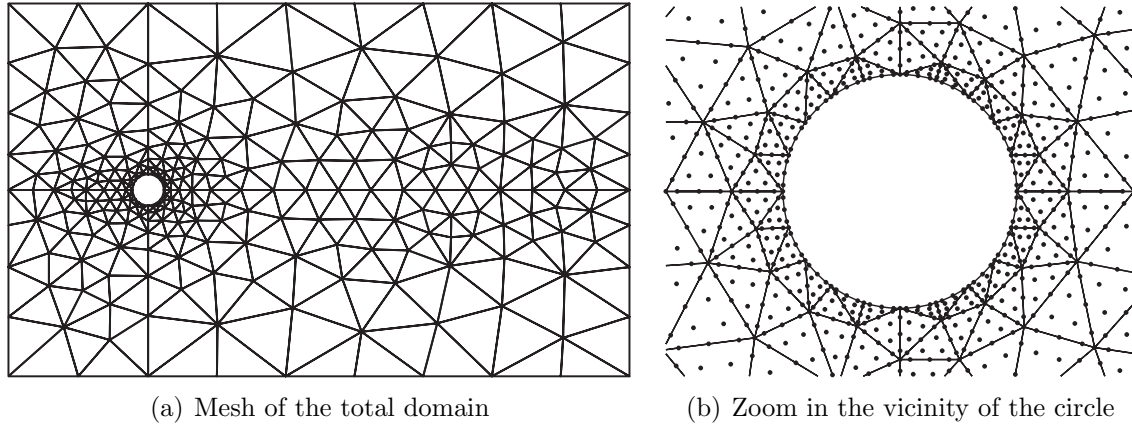 (a) Mesh of the total domain
(b) Zoom in the vicinity of the circle